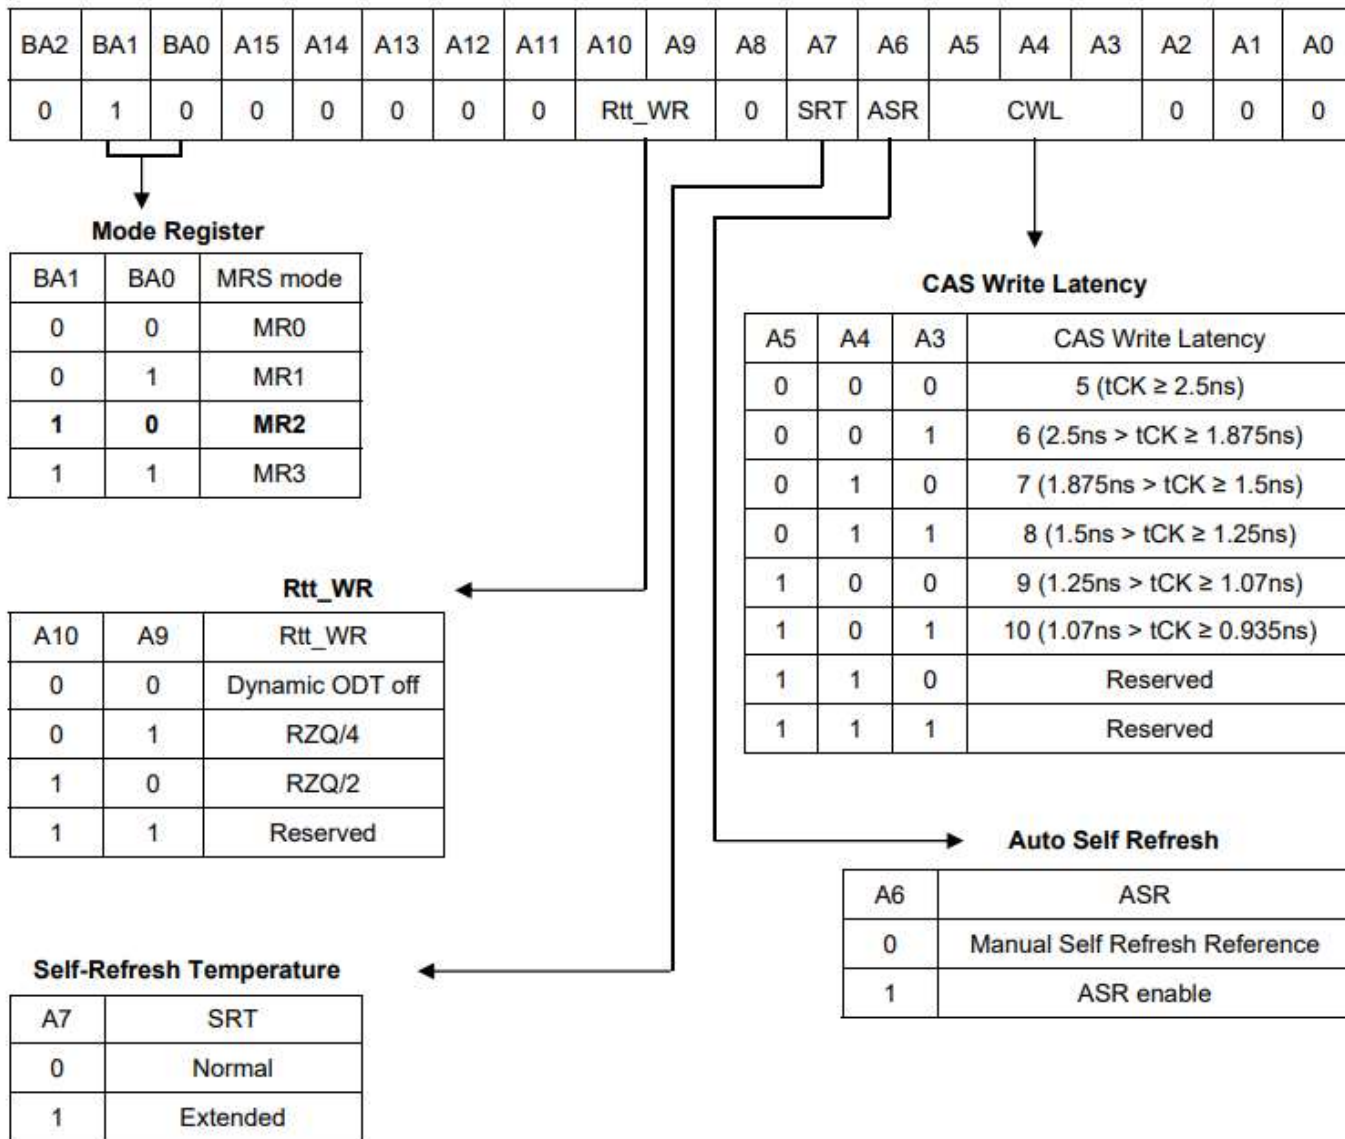 BA2 BA1 BA0 A15 A14 A13 A12 A11 A10 A9 A8 A7 A6 A5 A4 A3 A2 A1 A0
0 1 0 0 0 0 0 0 Rtt_WR 0 SRT ASR CWL 0 0 0
Mode Register
BA1 BA0 MRS mode
0 0 MR0
0 1 MR1
1 0 MR2
1 1 MR3
CAS Write Latency
A5 A4 A3 CAS Write Latency
0 0 0 5 (tCK ≥ 2.5ns)
0 0 1 6 (2.5ns > tCK ≥ 1.875ns)
0 1 0 7 (1.875ns > tCK ≥ 1.5ns)
0 1 1 8 (1.5ns > tCK ≥ 1.25ns)
1 0 0 9 (1.25ns > tCK ≥ 1.07ns)
1 0 1 10 (1.07ns > tCK ≥ 0.935ns)
1 1 0 Reserved
1 1 1 Reserved
Rtt_WR
A10 A9 Rtt_WR
0 0 Dynamic ODT off
0 1 RZQ/4
1 0 RZQ/2
1 1 Reserved
Auto Self Refresh
A6 ASR
0 Manual Self Refresh Reference
1 ASR enable
Self-Refresh Temperature
A7 SRT
0 Normal
1 Extended